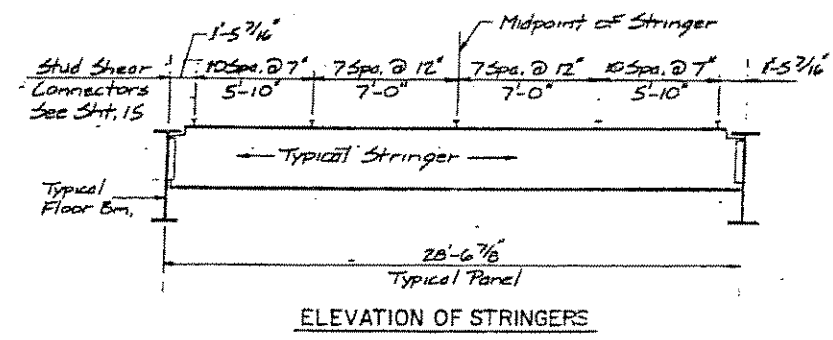 1'-5 7/16"
Midpoint of Stringer
Stud Shear
Connectors
See Sht. 15
10 Spa. @ 7"
5'-10"
7 Spa. @ 12"
7'-0"
7 Spa. @ 12"
7'-0"
10 Spa. @ 7"
5'-10"
1'-5 7/16"
Typical Stringer
Typical
Floor Bm.
28'-6 7/8"
Typical Panel
ELEVATION OF STRINGERS